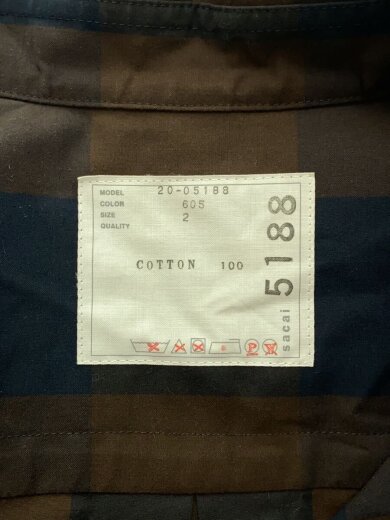 MODEL 20-05188
COLOR 605
SIZE 2
QUALITY
COTTON 100
sacai 5188